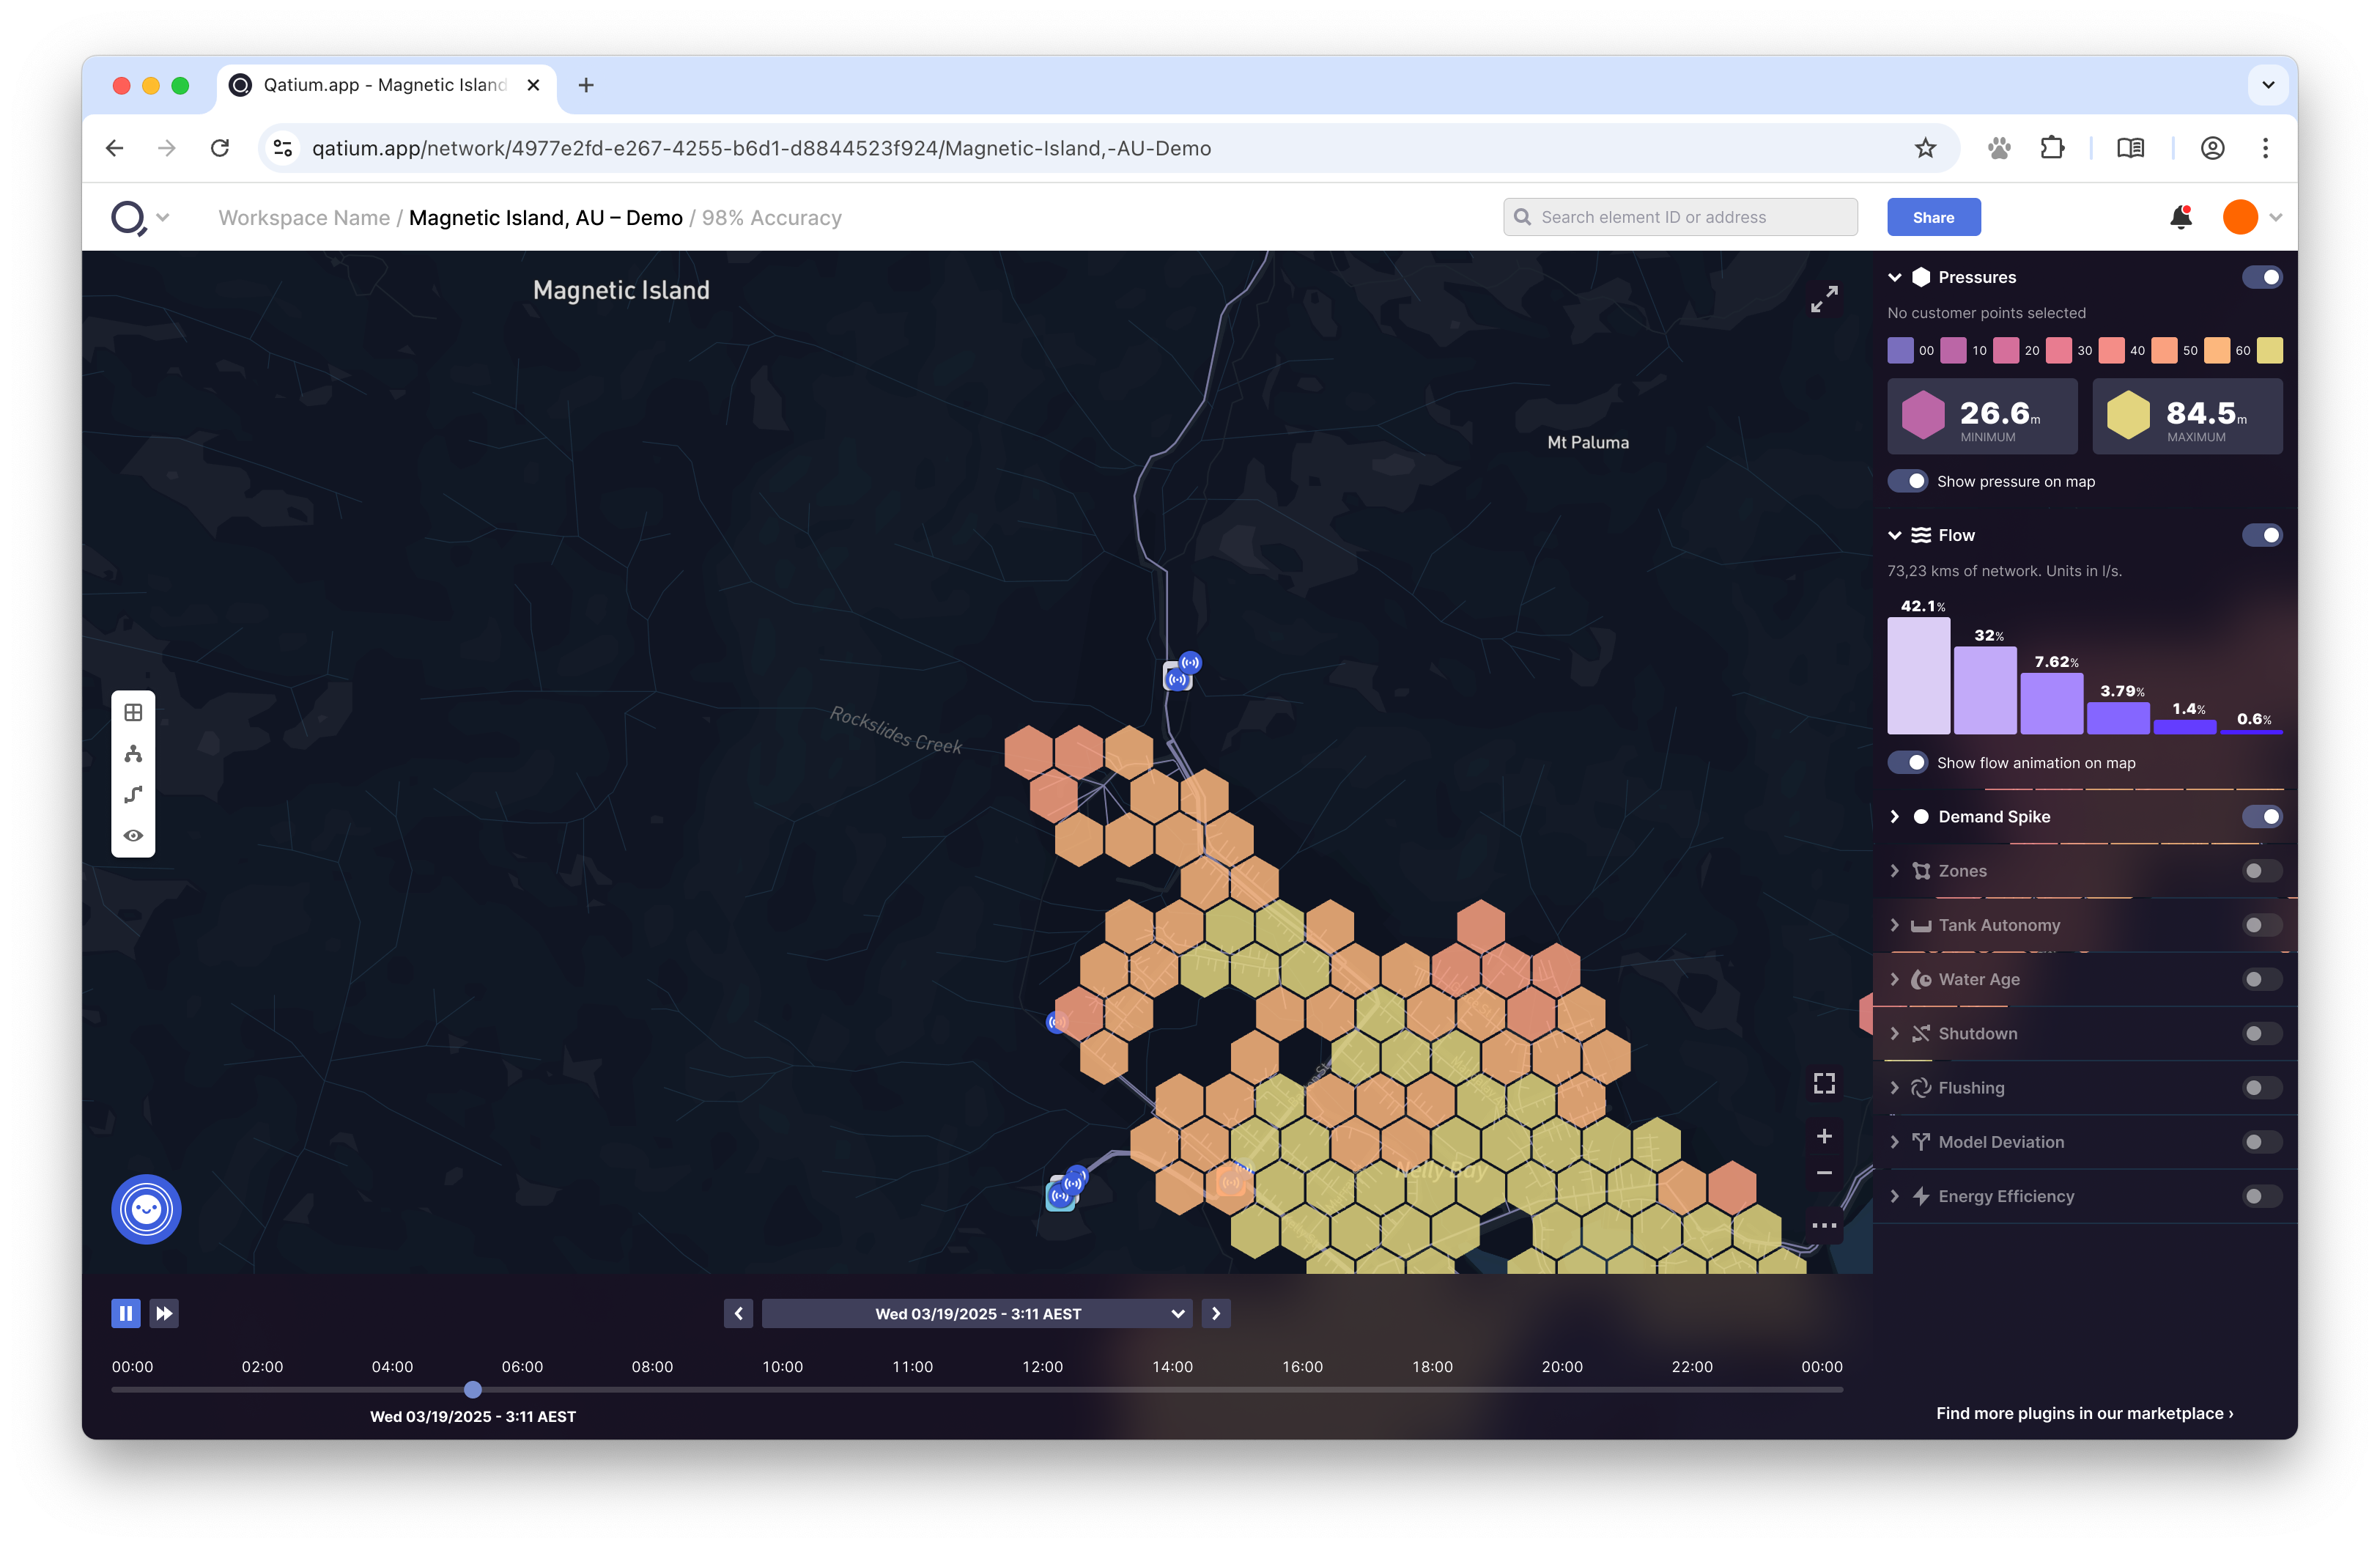 Qatium.app - Magnetic Island
qatium.app/network/4977e2fd-e267-4255-b6d1-d8844523f924/Magnetic-Island,-AU-Demo
Workspace Name / Magnetic Island, AU – Demo / 98% Accuracy
Search element ID or address
Share
Magnetic Island
Mt Paluma
Rockslides Creek
Nelly Bay
Pressures
No customer points selected
00 10 20 30 40 50 60
26.6m
MINIMUM
84.5m
MAXIMUM
Show pressure on map
Flow
73,23 kms of network. Units in l/s.
42.1%
32%
7.62%
3.79%
1.4%
0.6%
Show flow animation on map
Demand Spike
Zones
Tank Autonomy
Water Age
Shutdown
Flushing
Model Deviation
Energy Efficiency
Find more plugins in our marketplace ›
Wed 03/19/2025 - 3:11 AEST
00:00 02:00 04:00 06:00 08:00 10:00 11:00 12:00 14:00 16:00 18:00 20:00 22:00 00:00
Wed 03/19/2025 - 3:11 AEST